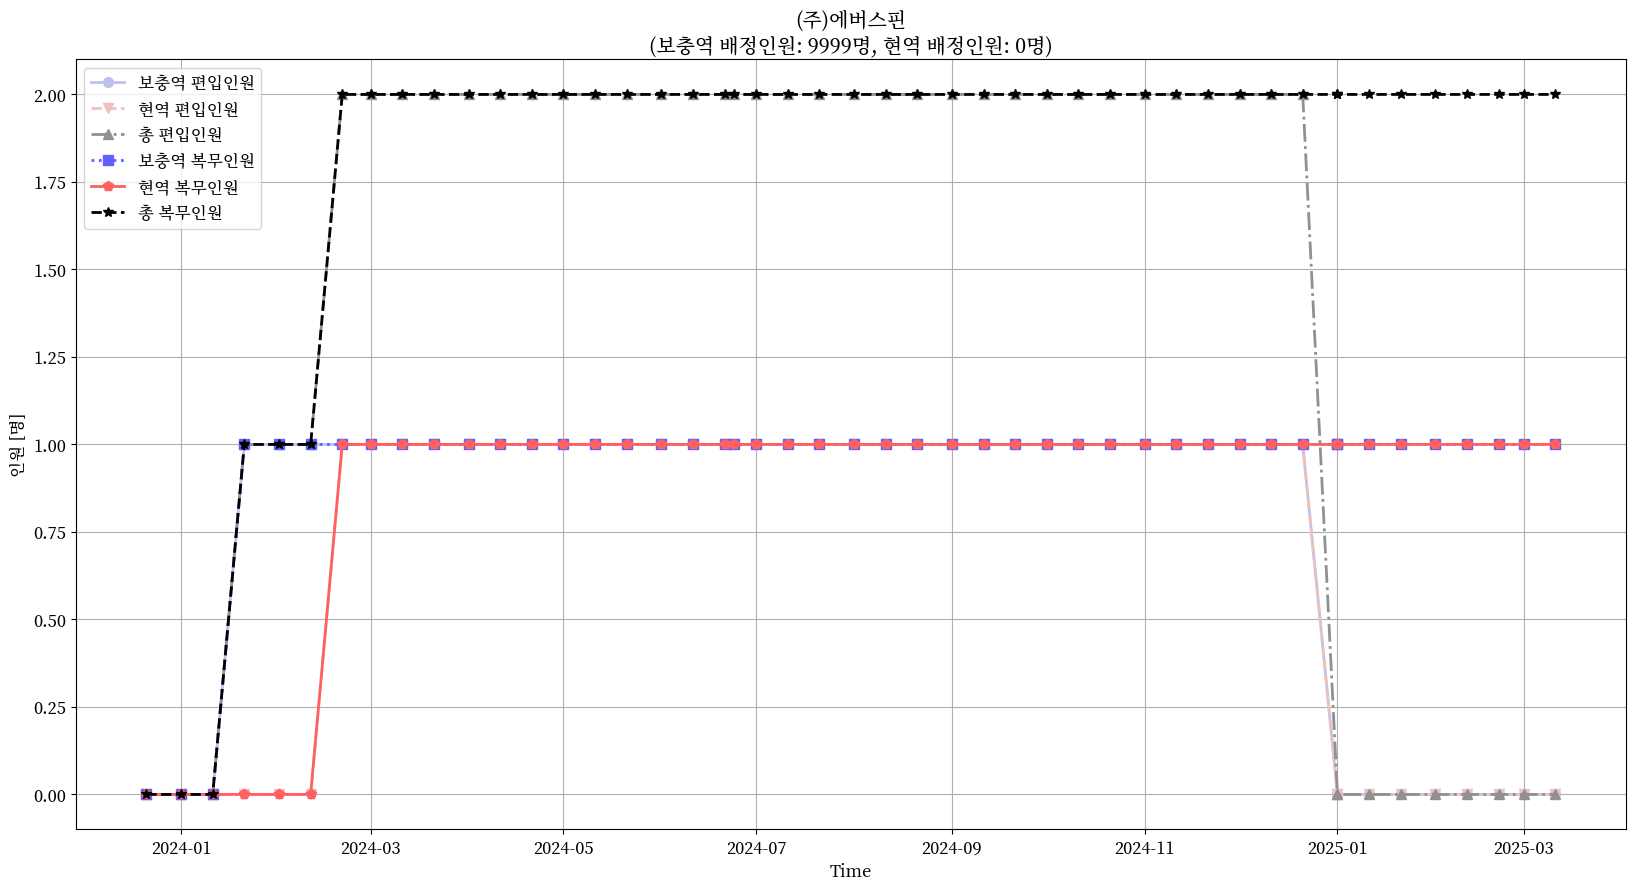 (주)에버스핀
(보충역 배정인원: 9999명, 현역 배정인원: 0명)
보충역 편입인원
현역 편입인원
총 편입인원
보충역 복무인원
현역 복무인원
총 복무인원
2.00
1.75
1.50
1.25
1.00
0.75
0.50
0.25
0.00
인원 [명]
2024-01 2024-03 2024-05 2024-07 2024-09 2024-11 2025-01 2025-03
Time